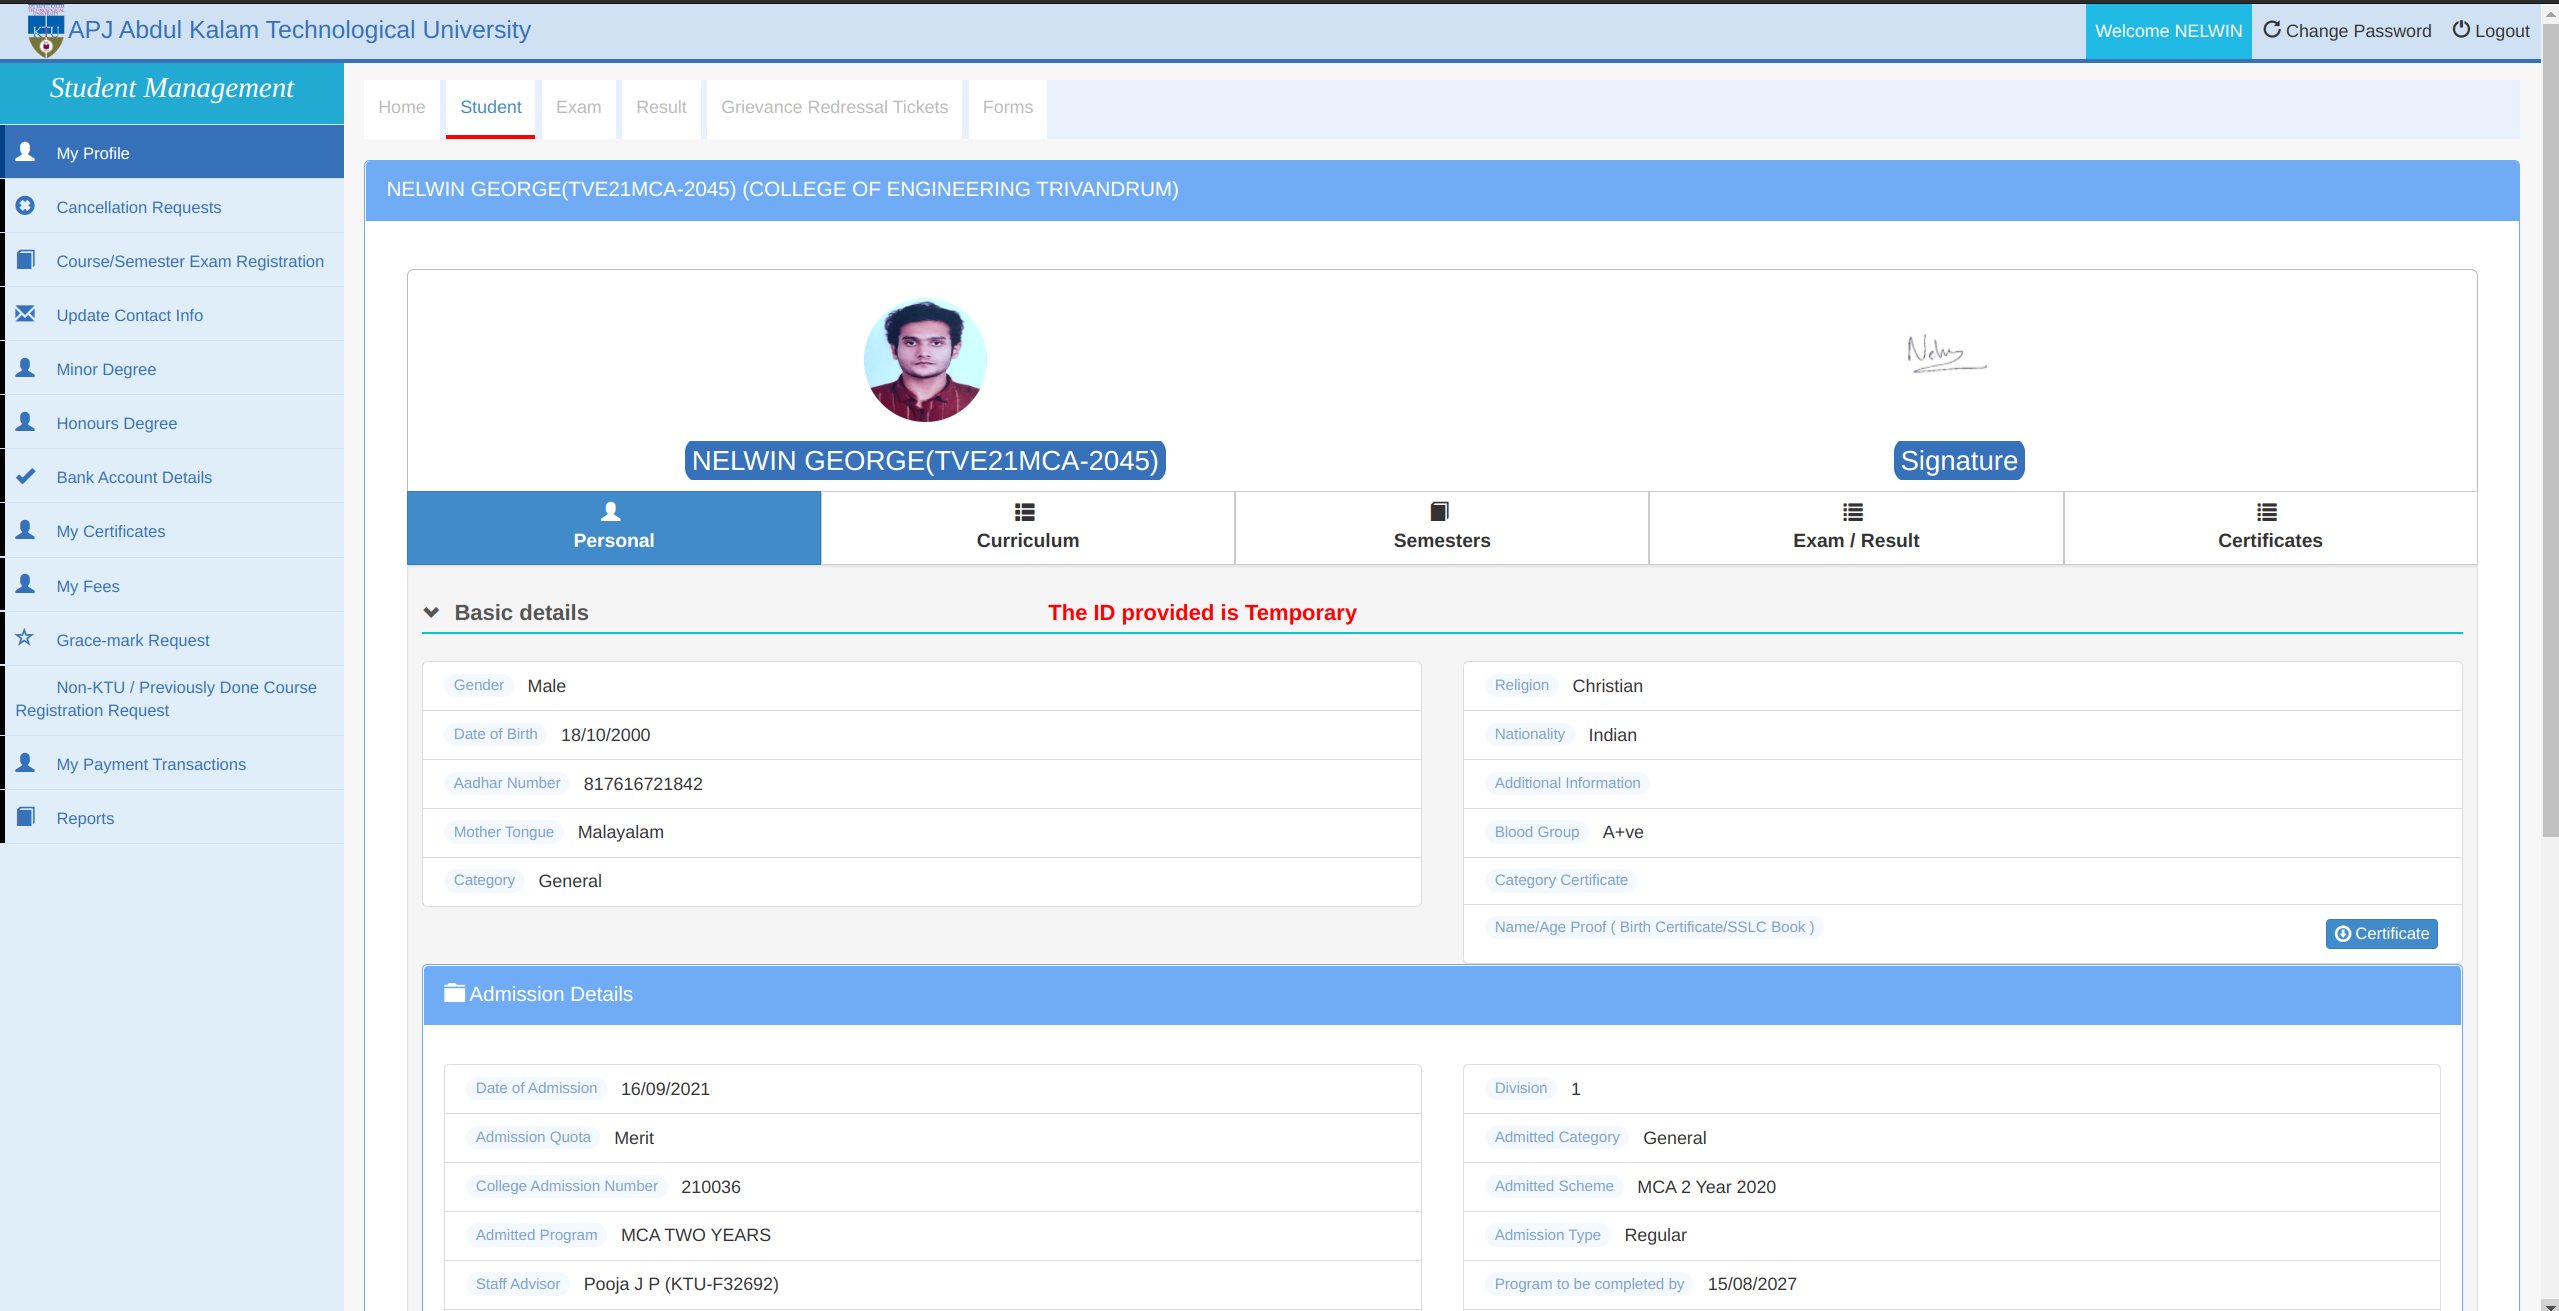 APJ Abdul Kalam Technological University
Welcome NELWIN
Change Password
Logout
Student Management
My Profile
Cancellation Requests
Course/Semester Exam Registration
Update Contact Info
Minor Degree
Honours Degree
Bank Account Details
My Certificates
My Fees
Grace-mark Request
Non-KTU / Previously Done Course
Registration Request
My Payment Transactions
Reports
Home
Student
Exam
Result
Grievance Redressal Tickets
Forms
NELWIN GEORGE(TVE21MCA-2045) (COLLEGE OF ENGINEERING TRIVANDRUM)
NELWIN GEORGE(TVE21MCA-2045)
Signature
Personal
Curriculum
Semesters
Exam / Result
Certificates
Basic details
The ID provided is Temporary
Gender Male
Date of Birth 18/10/2000
Aadhar Number 817616721842
Mother Tongue Malayalam
Category General
Religion Christian
Nationality Indian
Additional Information
Blood Group A+ve
Category Certificate
Name/Age Proof ( Birth Certificate/SSLC Book )
Certificate
Admission Details
Date of Admission 16/09/2021
Admission Quota Merit
College Admission Number 210036
Admitted Program MCA TWO YEARS
Staff Advisor Pooja J P (KTU-F32692)
Division 1
Admitted Category General
Admitted Scheme MCA 2 Year 2020
Admission Type Regular
Program to be completed by 15/08/2027